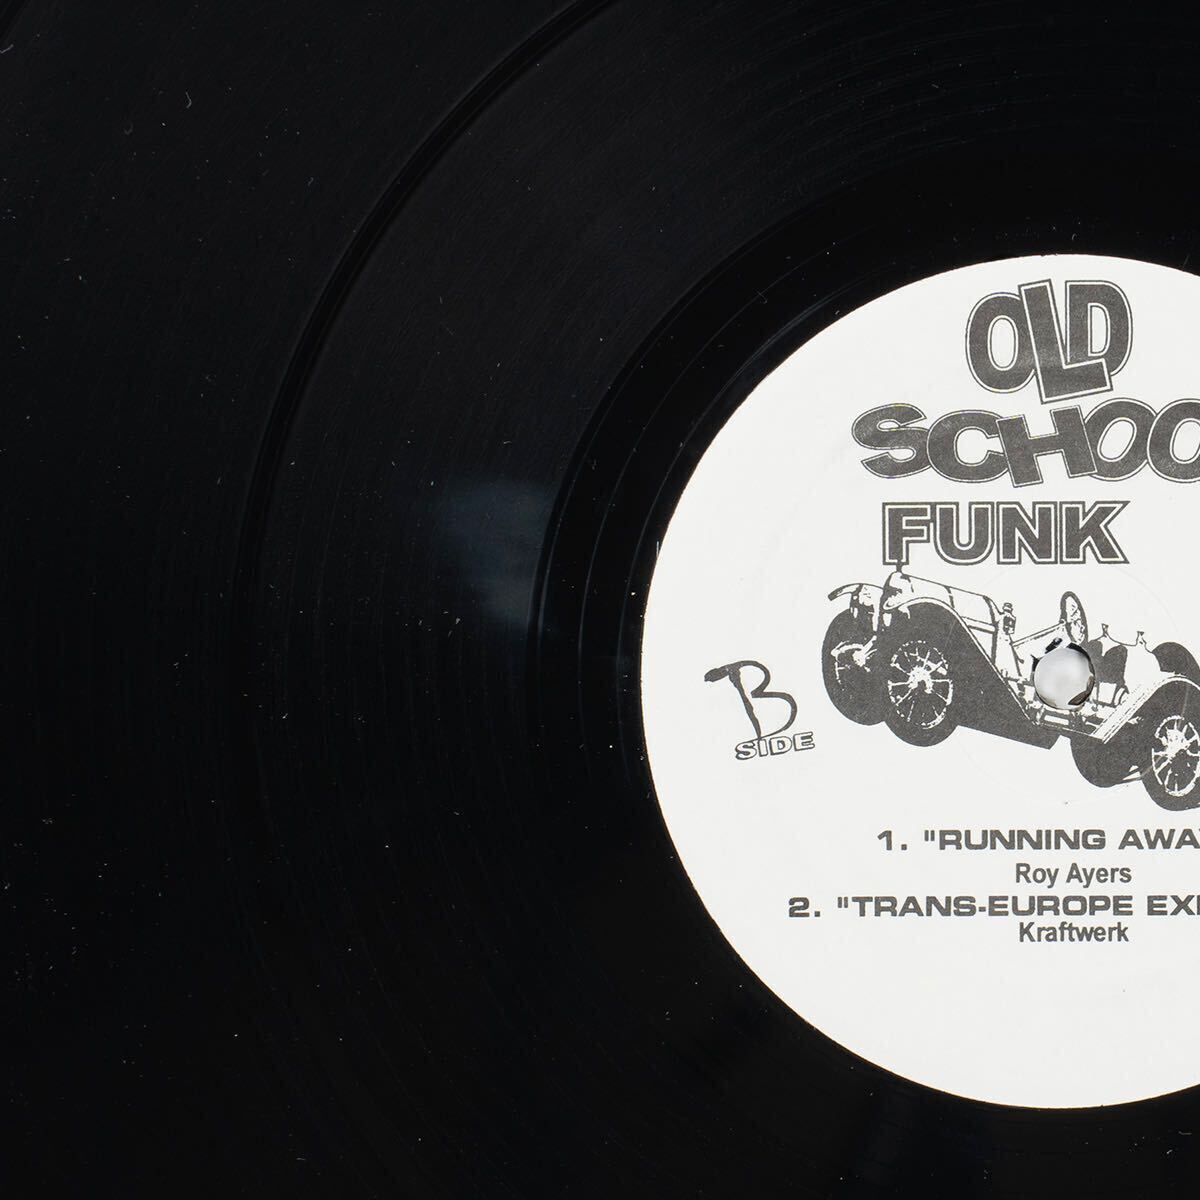 OLD
SCHOO
FUNK
B
SIDE
1. "RUNNING AWA
Roy Ayers
2. "TRANS-EUROPE EX
Kraftwerk